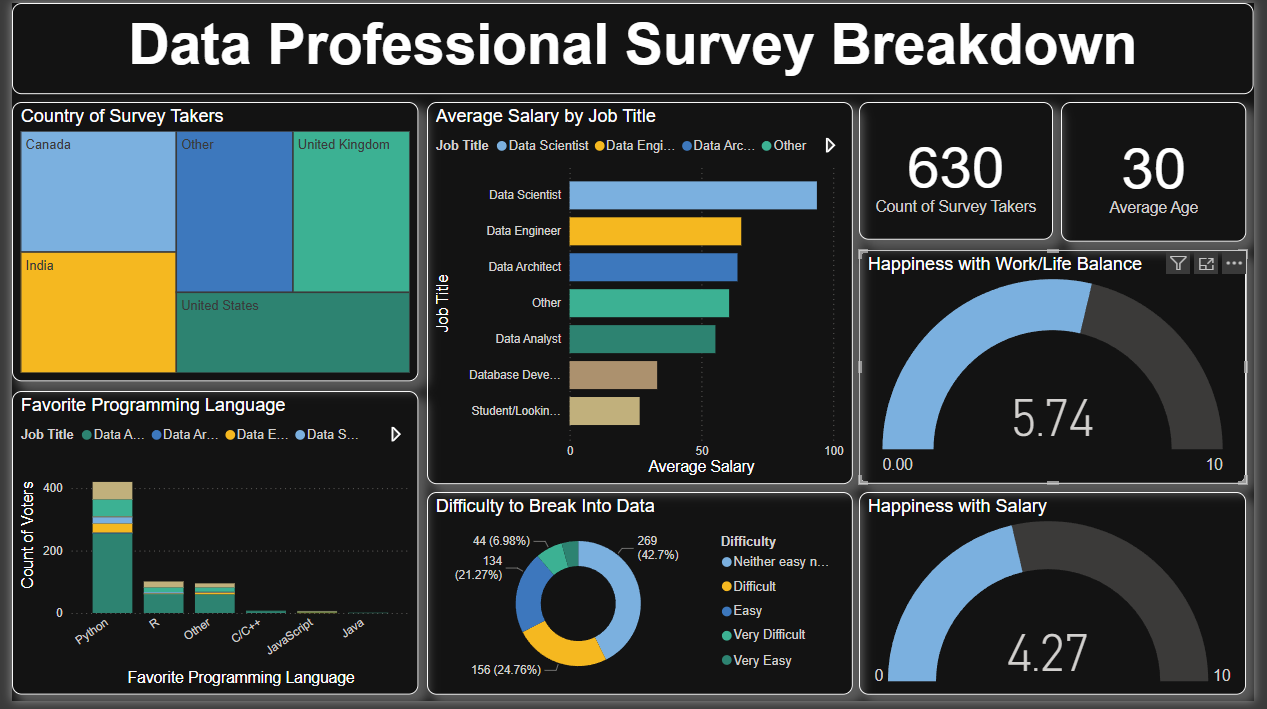 Data Professional Survey Breakdown
Country of Survey Takers
Canada
Other
United Kingdom
India
United States
Average Salary by Job Title
Job Title Data Scientist Data Engi... Data Arc... Other
Data Scientist
Data Engineer
Data Architect
Other
Data Analyst
Database Deve...
Student/Lookin...
Job Title
0 50 100
Average Salary
630
Count of Survey Takers
30
Average Age
Happiness with Work/Life Balance
5.74
0.00 10
Favorite Programming Language
Job Title Data A... Data Ar... Data E... Data S...
Count of Voters
400
200
0
Python R Other C/C++ JavaScript Java
Favorite Programming Language
Difficulty to Break Into Data
44 (6.98%)
269
(42.7%)
134
(21.27%)
156 (24.76%)
Difficulty
Neither easy n...
Difficult
Easy
Very Difficult
Very Easy
Happiness with Salary
4.27
0 10